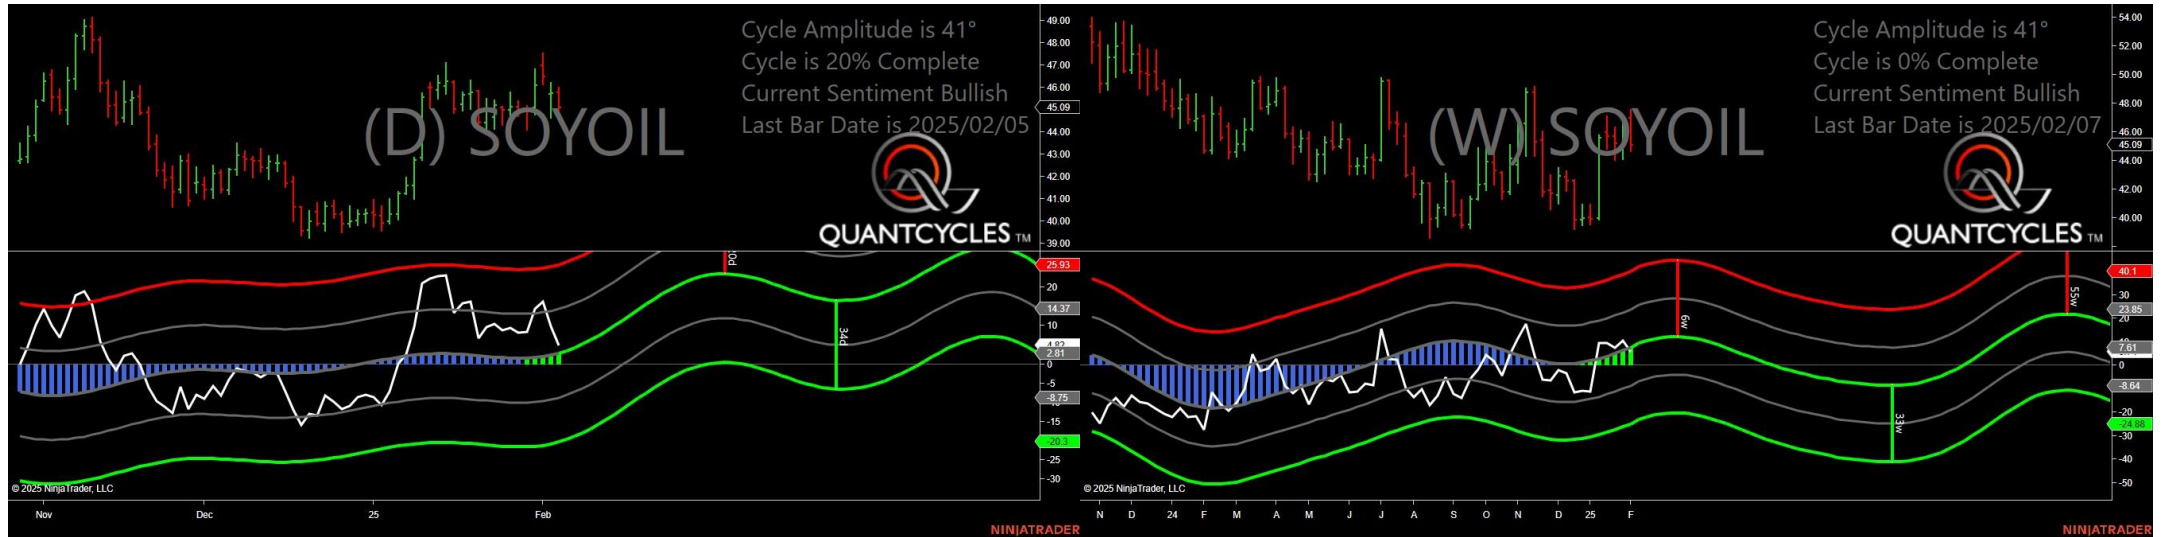 Cycle Amplitude is 41°
Cycle is 20% Complete
Current Sentiment Bullish
Last Bar Date is 2025/02/05
(D) SOYOIL
QUANTCYCLES TM
49.00
48.00
47.00
46.00
45.09
44.00
43.00
42.00
41.00
40.00
39.00
25.93
20
14.37
10
4.82
2.81
0
-5
-8.75
-15
-20.3
-25
-30
34d
© 2025 NinjaTrader, LLC
Nov
Dec
25
Feb
NINJATRADER
Cycle Amplitude is 41°
Cycle is 0% Complete
Current Sentiment Bullish
Last Bar Date is 2025/02/07
(W) SOYOIL
QUANTCYCLES TM
54.00
52.00
50.00
48.00
46.00
45.09
44.00
42.00
40.00
40.1
30
23.85
20
7.61
0
-8.64
-20
-24.88
-30
-40
-50
6w
55w
33w
© 2025 NinjaTrader, LLC
N D 24 F M A M J J A S O N D 25 F
NINJATRADER